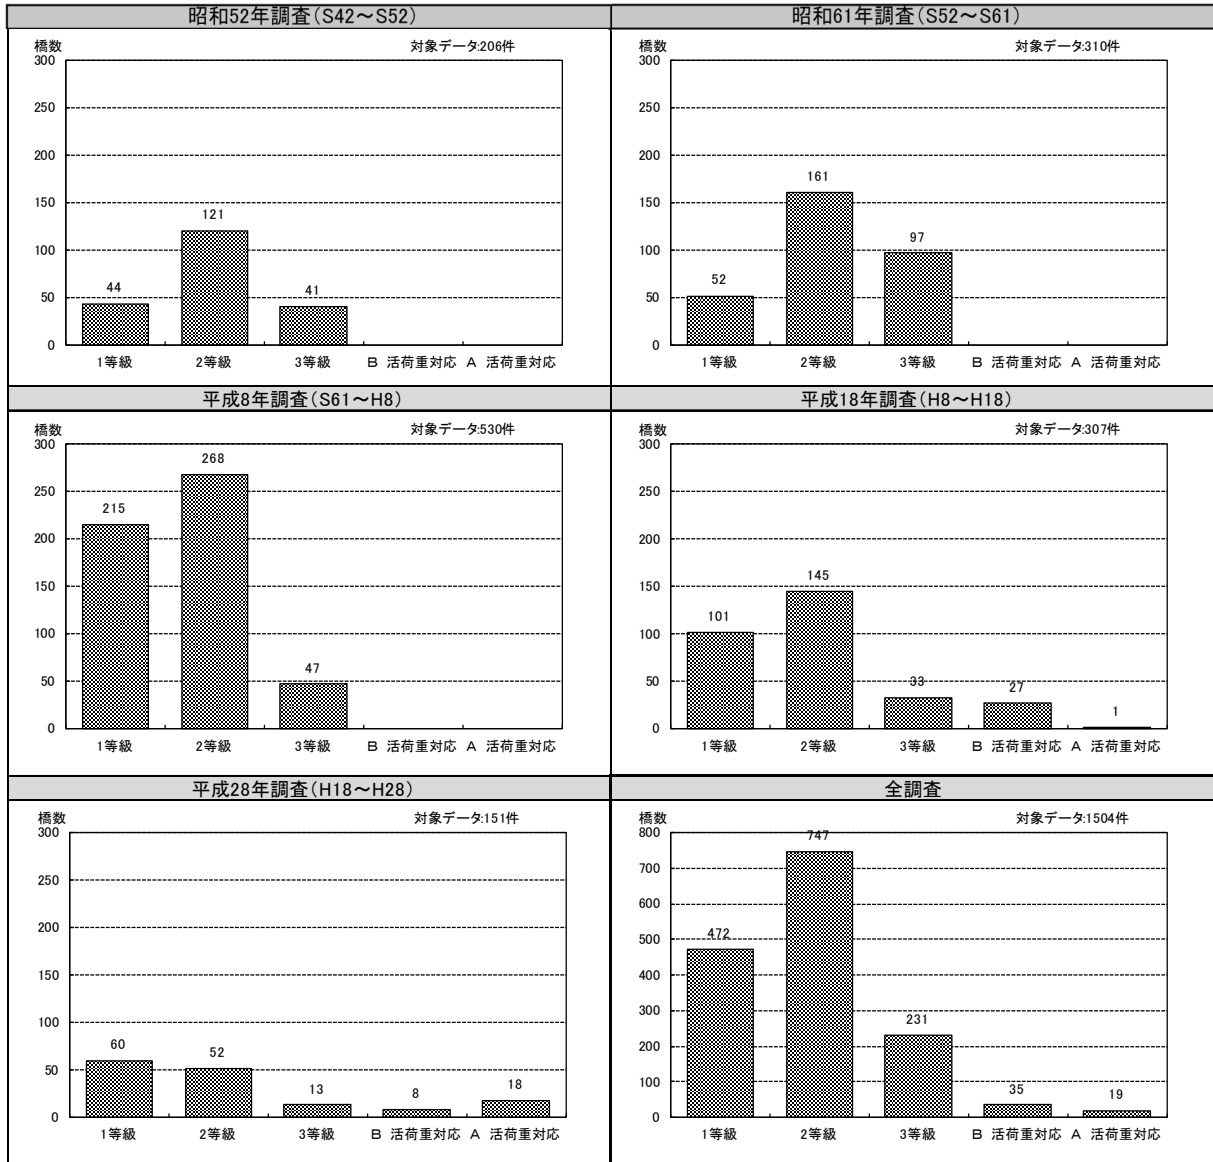 昭和52年調査(S42～S52)
橋数
対象データ:206件
300
250
200
150
100
50
0
44
121
41
1等級 2等級 3等級 B 活荷重対応 A 活荷重対応
昭和61年調査(S52～S61)
橋数
対象データ:310件
300
250
200
150
100
50
0
52
161
97
1等級 2等級 3等級 B 活荷重対応 A 活荷重対応
平成8年調査(S61～H8)
橋数
対象データ:530件
300
250
200
150
100
50
0
215
268
47
1等級 2等級 3等級 B 活荷重対応 A 活荷重対応
平成18年調査(H8～H18)
橋数
対象データ:307件
300
250
200
150
100
50
0
101
145
33
27
1
1等級 2等級 3等級 B 活荷重対応 A 活荷重対応
平成28年調査(H18～H28)
橋数
対象データ:151件
300
250
200
150
100
50
0
60
52
13
8
18
1等級 2等級 3等級 B 活荷重対応 A 活荷重対応
全調査
橋数
対象データ:1504件
800
700
600
500
400
300
200
100
0
472
747
231
35
19
1等級 2等級 3等級 B 活荷重対応 A 活荷重対応